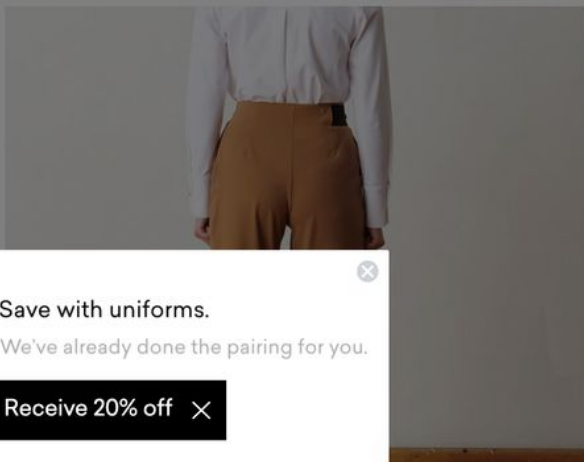 Save with uniforms.
We've already done the pairing for you.
Receive 20% off